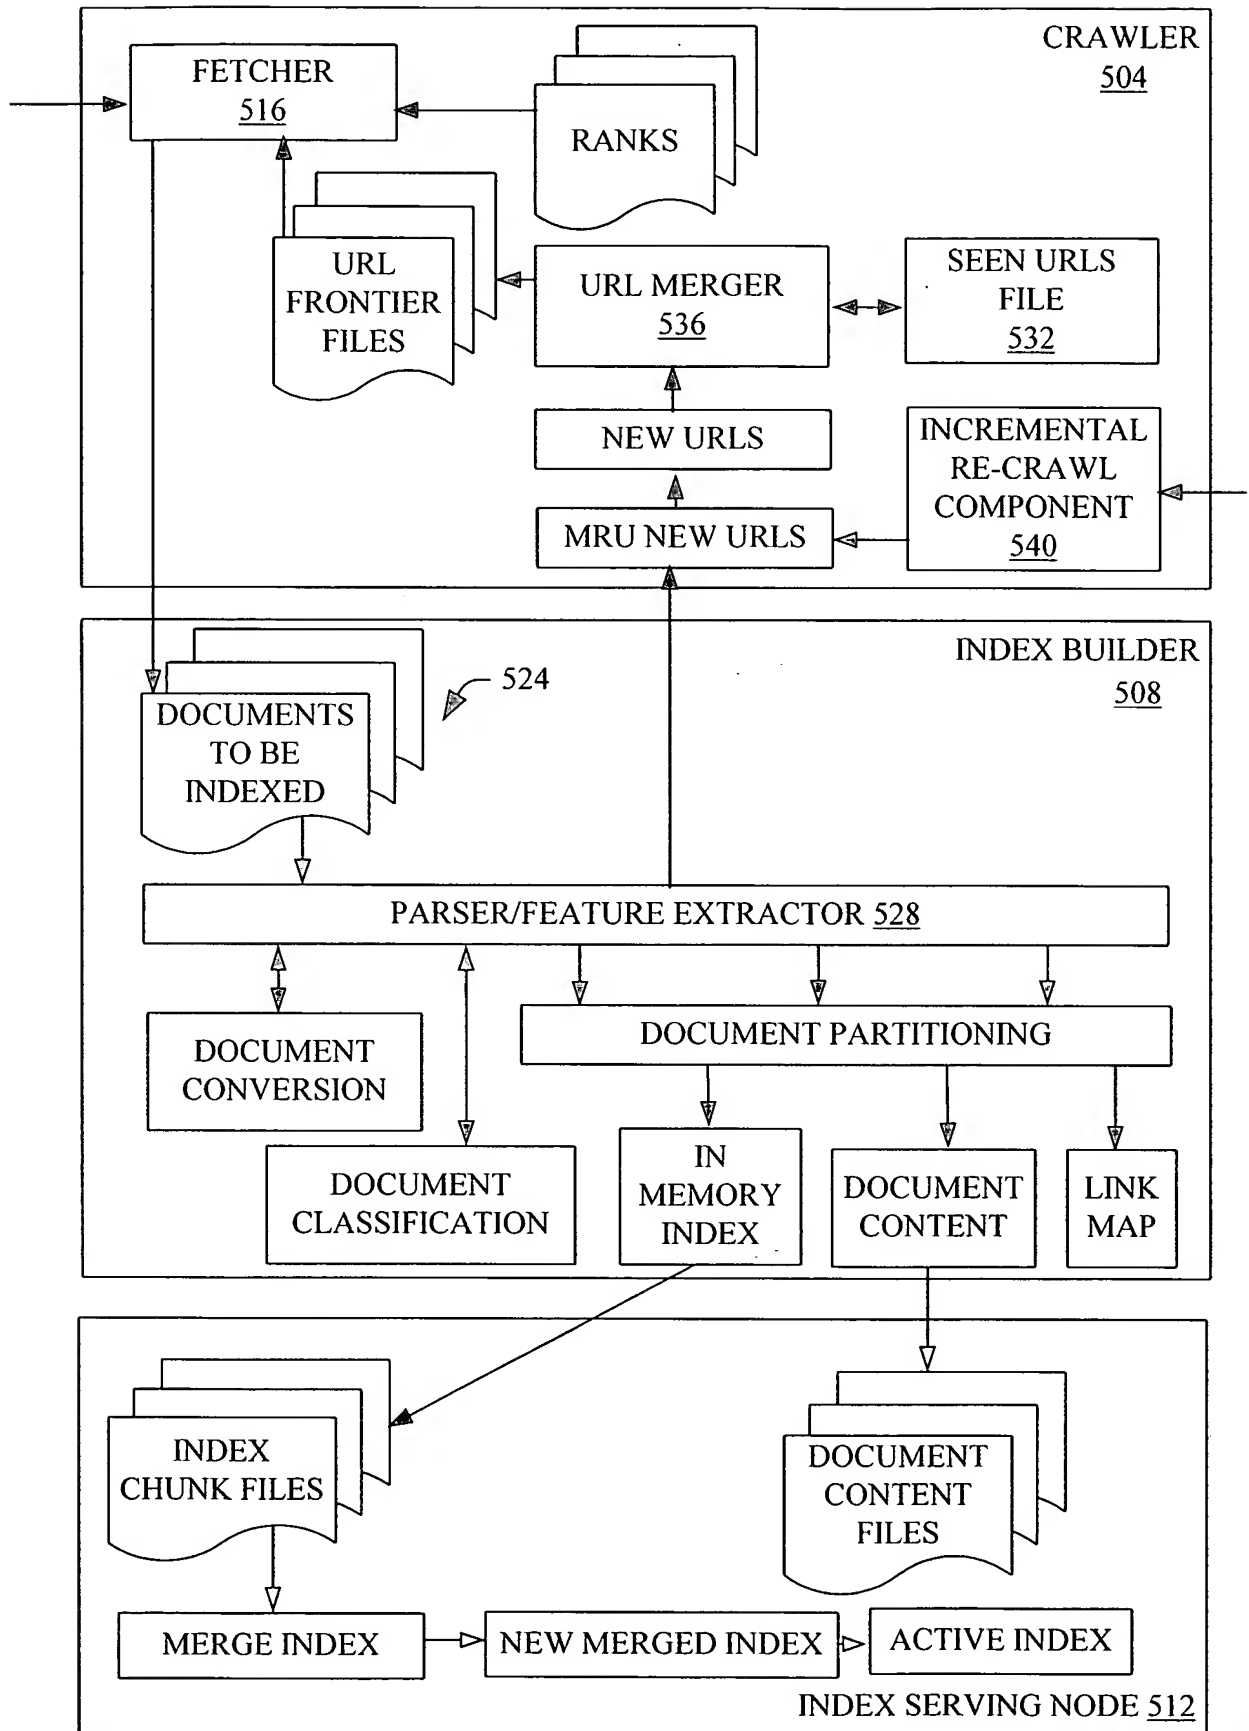 CRAWLER
504
FETCHER
516
RANKS
URL
FRONTIER
FILES
URL MERGER
536
SEEN URLS
FILE
532
NEW URLS
INCREMENTAL
RE-CRAWL
COMPONENT
540
MRU NEW URLS
INDEX BUILDER
508
524
DOCUMENTS
TO BE
INDEXED
PARSER/FEATURE EXTRACTOR 528
DOCUMENT
CONVERSION
DOCUMENT PARTITIONING
DOCUMENT
CLASSIFICATION
IN
MEMORY
INDEX
DOCUMENT
CONTENT
LINK
MAP
INDEX
CHUNK FILES
DOCUMENT
CONTENT
FILES
MERGE INDEX
NEW MERGED INDEX
ACTIVE INDEX
INDEX SERVING NODE 512